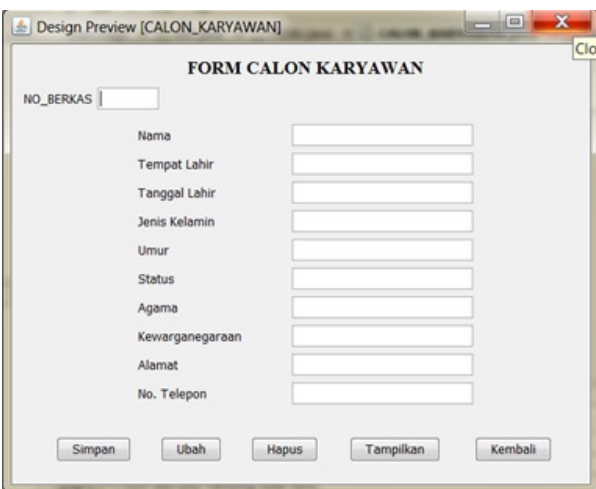 Design Preview [CALON_KARYAWAN]
Clo
FORM CALON KARYAWAN
NO_BERKAS
Nama
Tempat Lahir
Tanggal Lahir
Jenis Kelamin
Umur
Status
Agama
Kewarganegaraan
Alamat
No. Telepon
Simpan Ubah Hapus Tampilkan Kembali